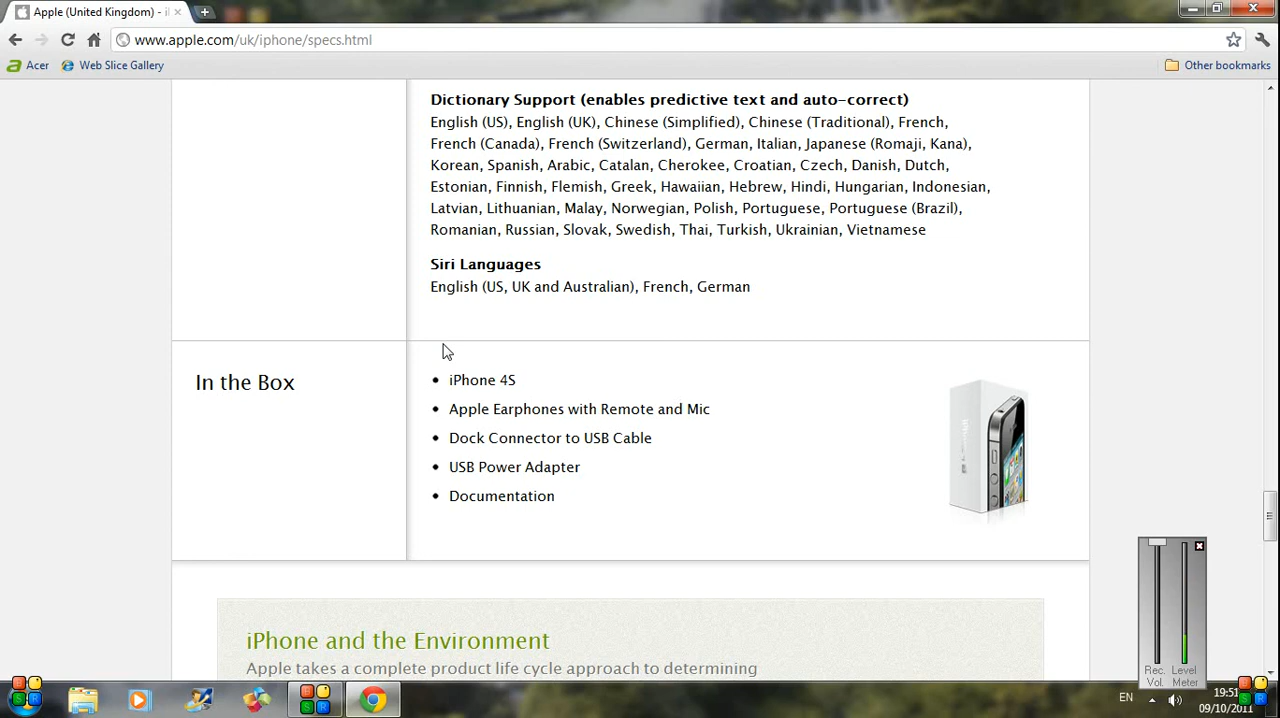 Apple (United Kingdom) - i
www.apple.com/uk/iphone/specs.html
Acer
Web Slice Gallery
Other bookmarks
Dictionary Support (enables predictive text and auto-correct)
English (US), English (UK), Chinese (Simplified), Chinese (Traditional), French,
French (Canada), French (Switzerland), German, Italian, Japanese (Romaji, Kana),
Korean, Spanish, Arabic, Catalan, Cherokee, Croatian, Czech, Danish, Dutch,
Estonian, Finnish, Flemish, Greek, Hawaiian, Hebrew, Hindi, Hungarian, Indonesian,
Latvian, Lithuanian, Malay, Norwegian, Polish, Portuguese, Portuguese (Brazil),
Romanian, Russian, Slovak, Swedish, Thai, Turkish, Ukrainian, Vietnamese
Siri Languages
English (US, UK and Australian), French, German
In the Box
iPhone 4S
Apple Earphones with Remote and Mic
Dock Connector to USB Cable
USB Power Adapter
Documentation
iPhone and the Environment
Apple takes a complete product life cycle approach to determining
Rec. Level
Vol. Meter
S R
S R
EN
19:51
09/10/2011
S R